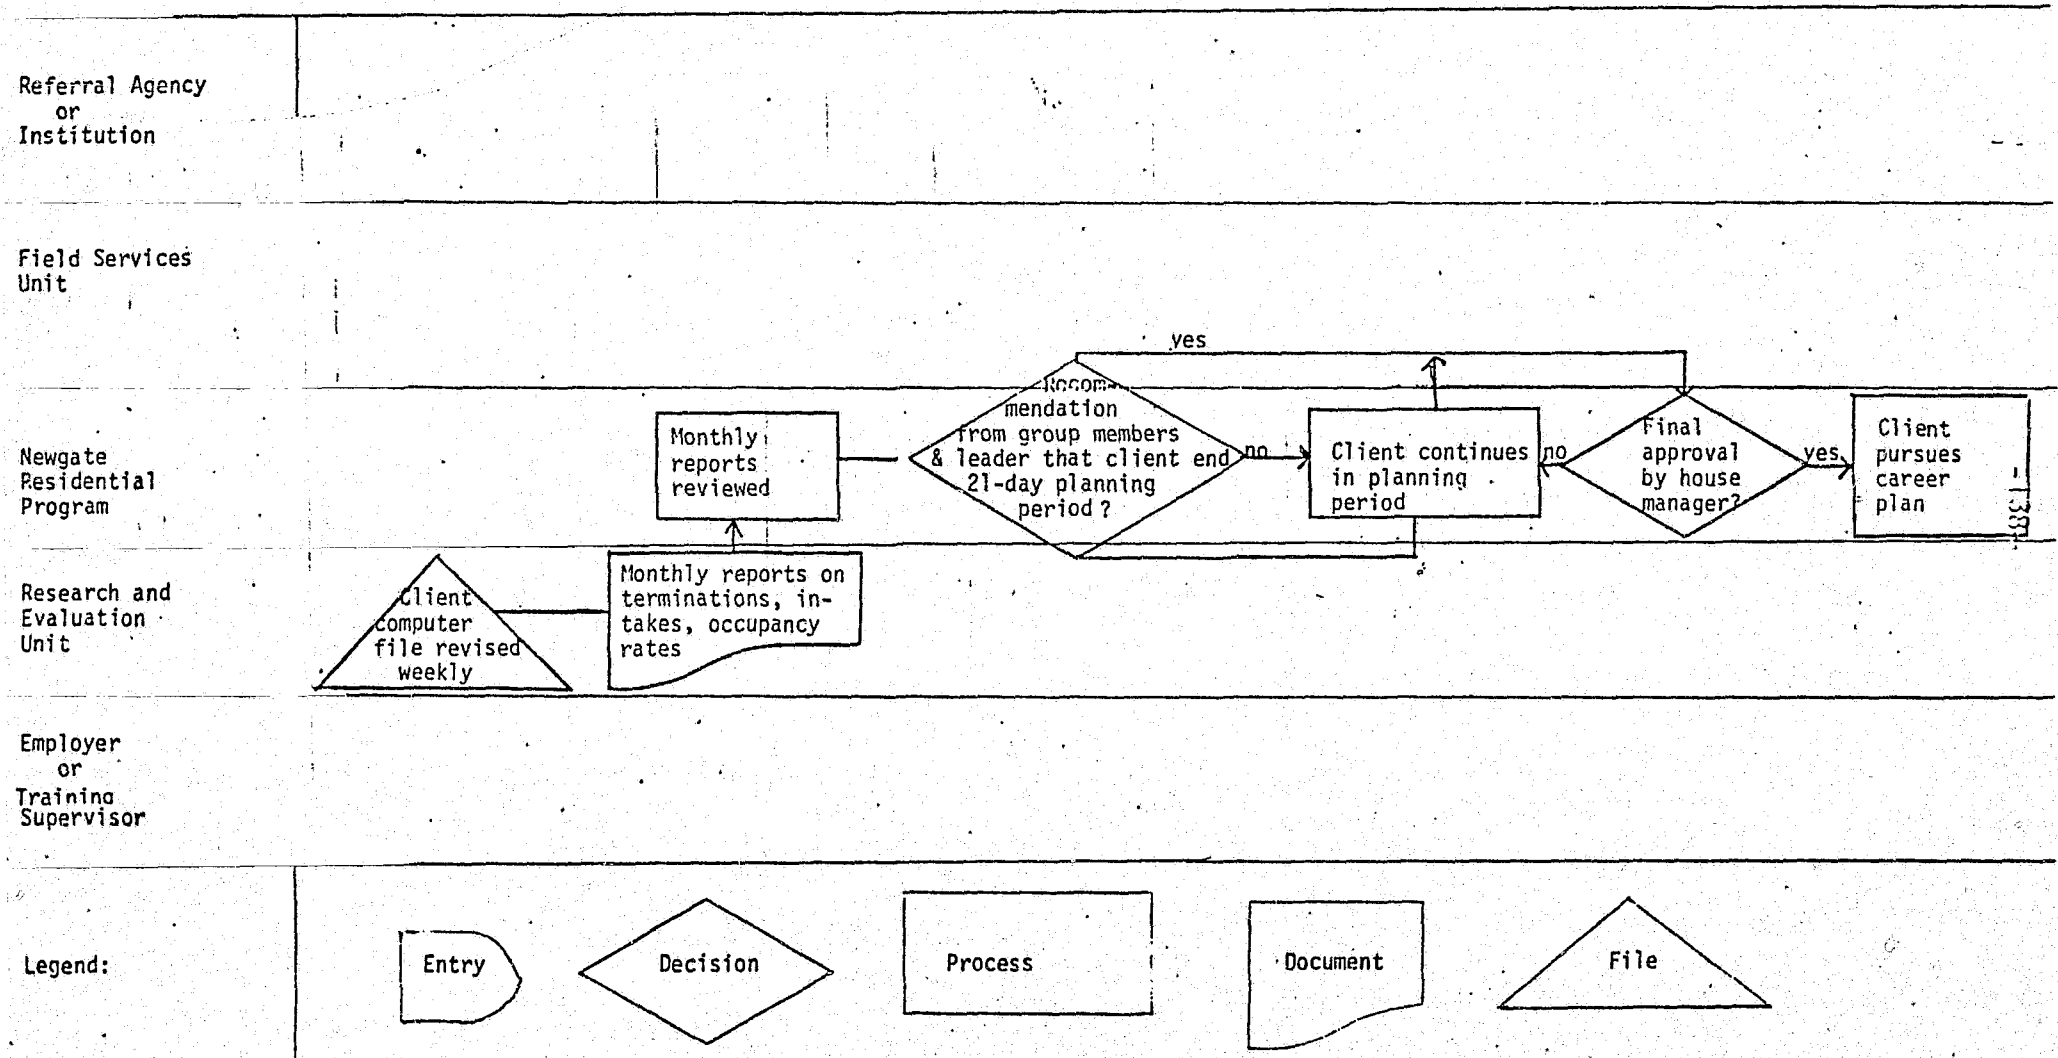 Referral Agency
or
Institution
Field Services
Unit
yes
Recom-
mendation
from group members
& leader that client end
21-day planning
period ?
Monthly
reports
reviewed
no
Client continues
in planning
period
no
Final
approval
by house
manager?
yes
Client
pursues
career
plan
Newgate
Residential
Program
Research and
Evaluation
Unit
Client
computer
file revised
weekly
Monthly reports on
terminations, in-
takes, occupancy
rates
Employer
or
Training
Supervisor
Legend:
Entry
Decision
Process
Document
File